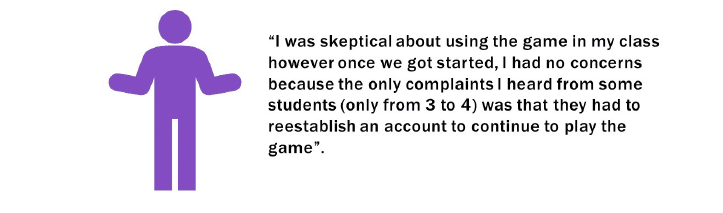 “I was skeptical about using the game in my class
however once we got started, I had no concerns
because the only complaints I heard from some
students (only from 3 to 4) was that they had to
reestablish an account to continue to play the
game”.